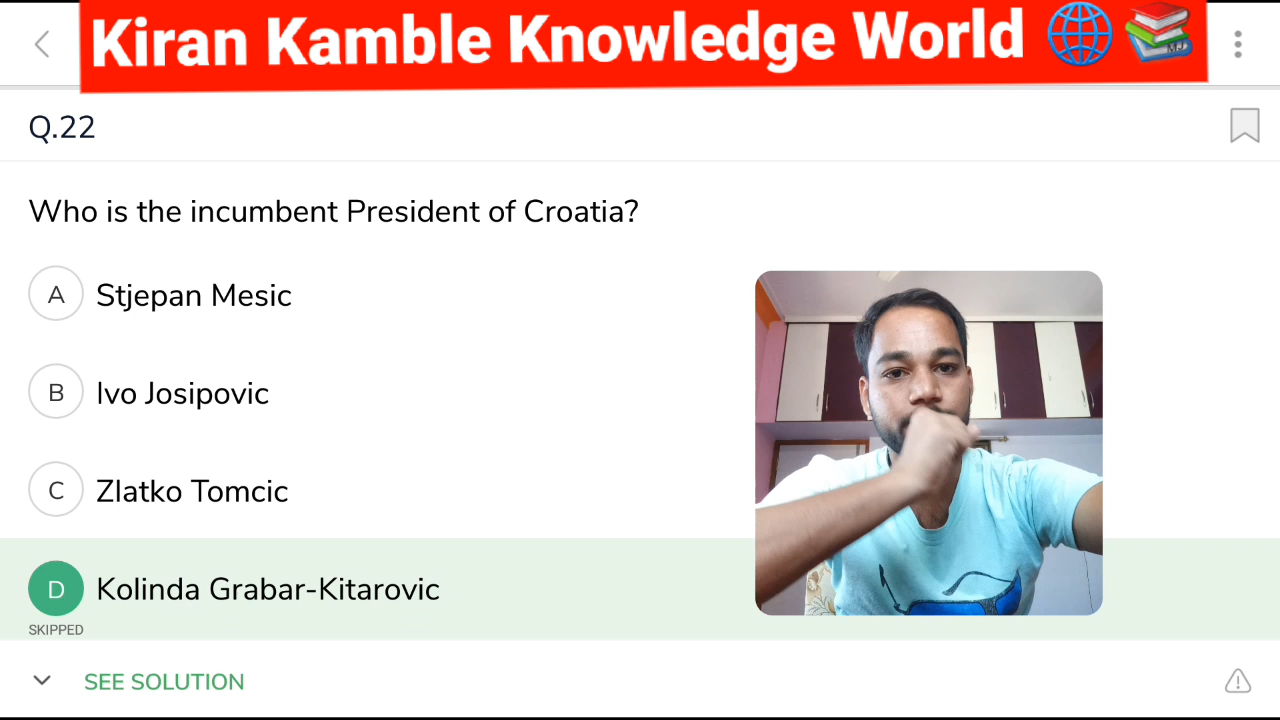 Kiran Kamble Knowledge World
MJ
Q.22
Who is the incumbent President of Croatia?
A Stjepan Mesic
B Ivo Josipovic
C Zlatko Tomcic
D Kolinda Grabar-Kitarovic
SKIPPED
SEE SOLUTION